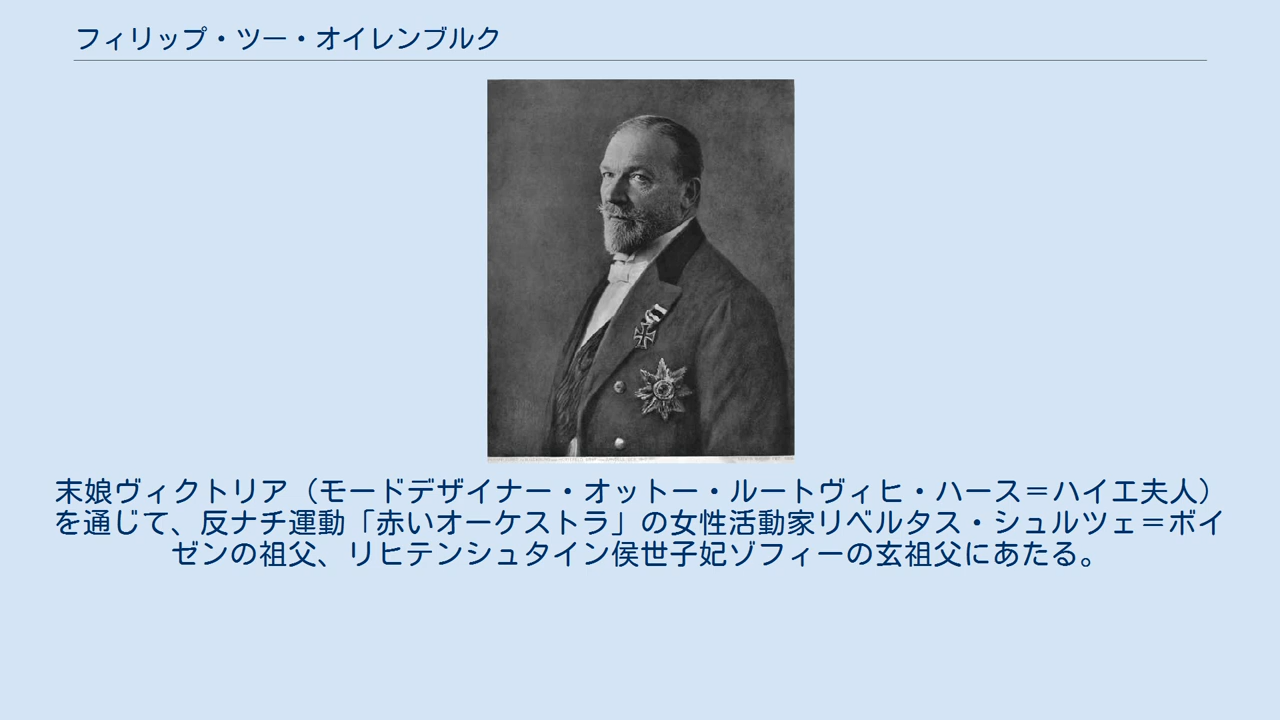 フィリップ・ツー・オイレンブルク
末娘ヴィクトリア（モードデザイナー・オットー・ルートヴィヒ・ハース＝ハイエ夫人）
を通じて、反ナチ運動「赤いオーケストラ」の女性活動家リベルタス・シュルツェ＝ボイ
ゼンの祖父、リヒテンシュタイン侯世子妃ゾフィーの玄祖父にあたる。